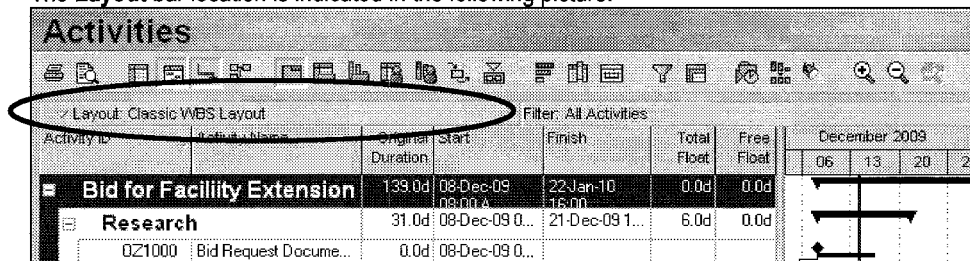 The Layout bar location is indicated in the following picture.
Activities
Layout: Classic WBS Layout Filter: All Activities
Activity ID Activity Name Original Duration Start Finish Total Float Free Float December 2009
06 13 20 2
Bid for Faciliity Extension 139.0d 08-Dec-09 09:00 A 22-Jan-10 16:00 0.0d 0.0d
Research 31.0d 08-Dec-09 0... 21-Dec-09 1... 6.0d 0.0d
OZ1000 Bid Request Docume... 0.0d 08-Dec-09 0...